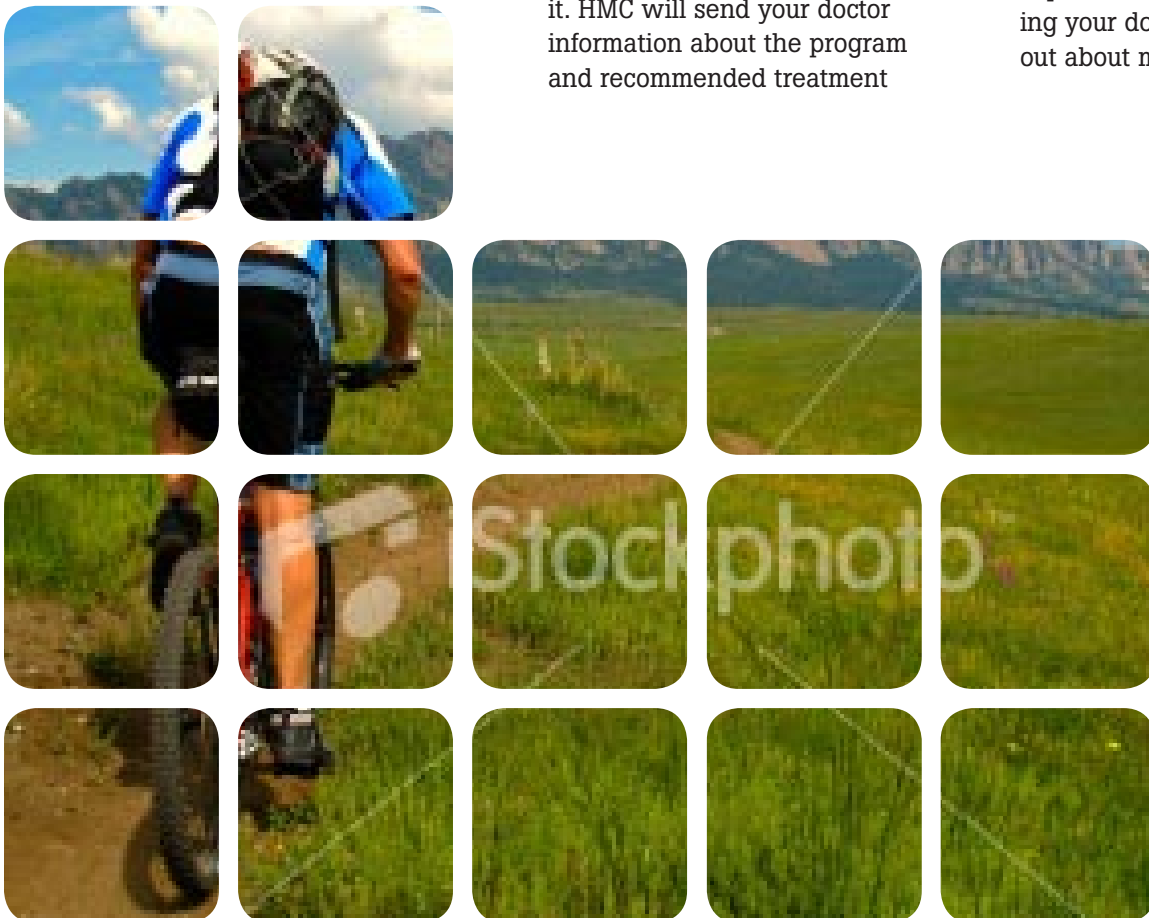 it. HMC will send your doctor
information about the program
and recommended treatment
ing your do
out about m
iStockphoto